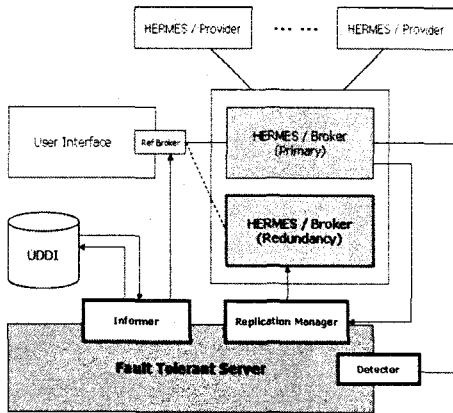 HERMES / Provider
HERMES / Provider
User Interface
Ref Broker
HERMES / Broker
(Primary)
HERMES / Broker
(Redundancy)
UDDI
Informer
Replication Manager
Fault Tolerant Server
Detector